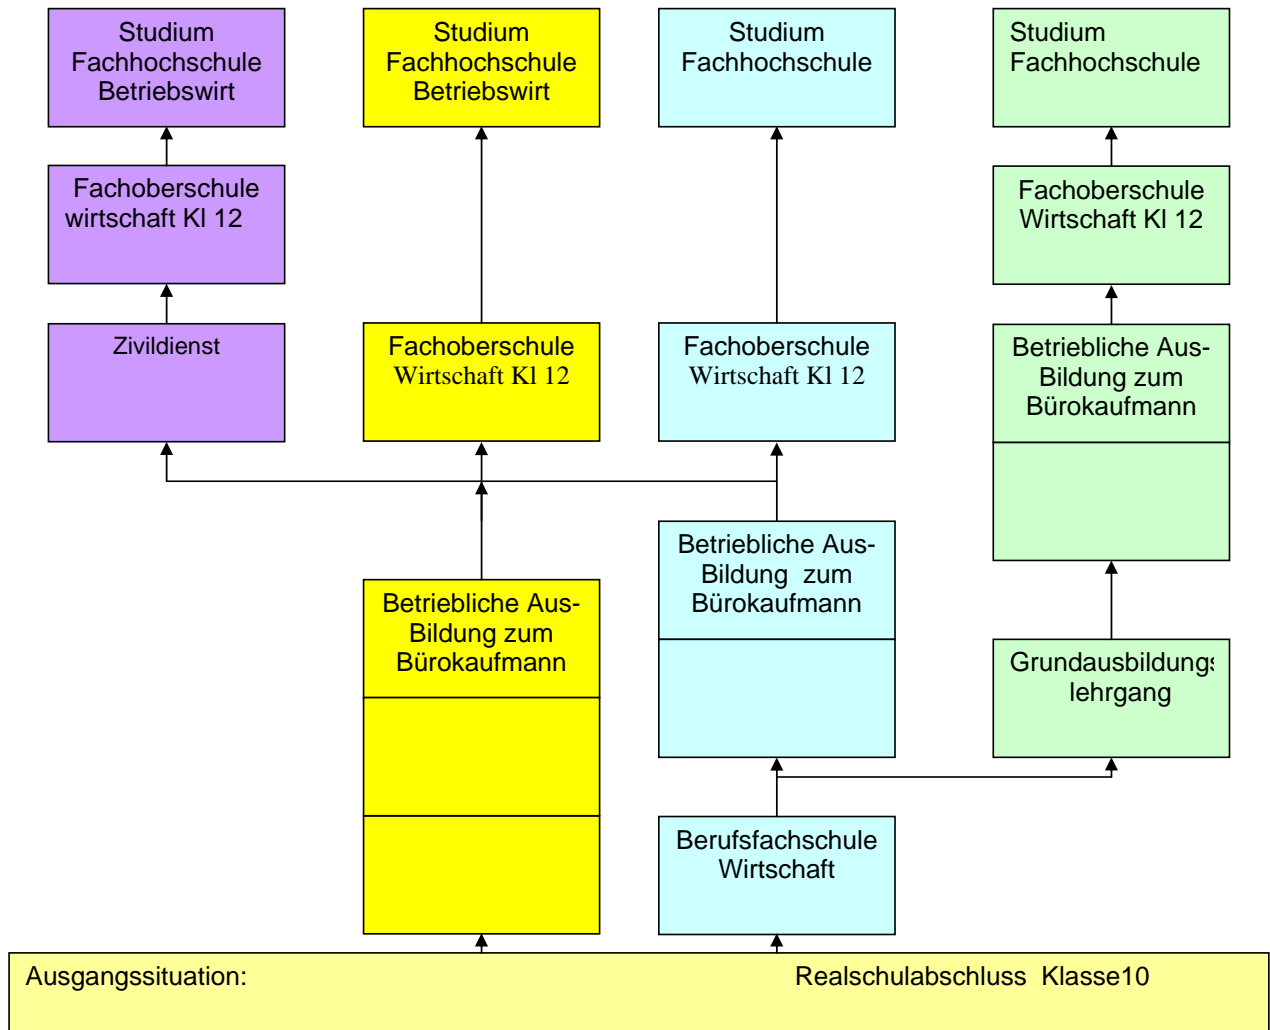 Studium
Fachhochschule
Betriebswirt
Studium
Fachhochschule
Betriebswirt
Studium
Fachhochschule
Studium
Fachhochschule
Fachoberschule
wirtschaft Kl 12
Fachoberschule
Wirtschaft Kl 12
Zivildienst
Fachoberschule
Wirtschaft Kl 12
Fachoberschule
Wirtschaft Kl 12
Betriebliche Aus-
Bildung zum
Bürokaufmann
Betriebliche Aus-
Bildung zum
Bürokaufmann
Betriebliche Aus-
Bildung zum
Bürokaufmann
Grundausbildungs
lehrgang
Berufsfachschule
Wirtschaft
Ausgangssituation: Realschulabschluss Klasse10